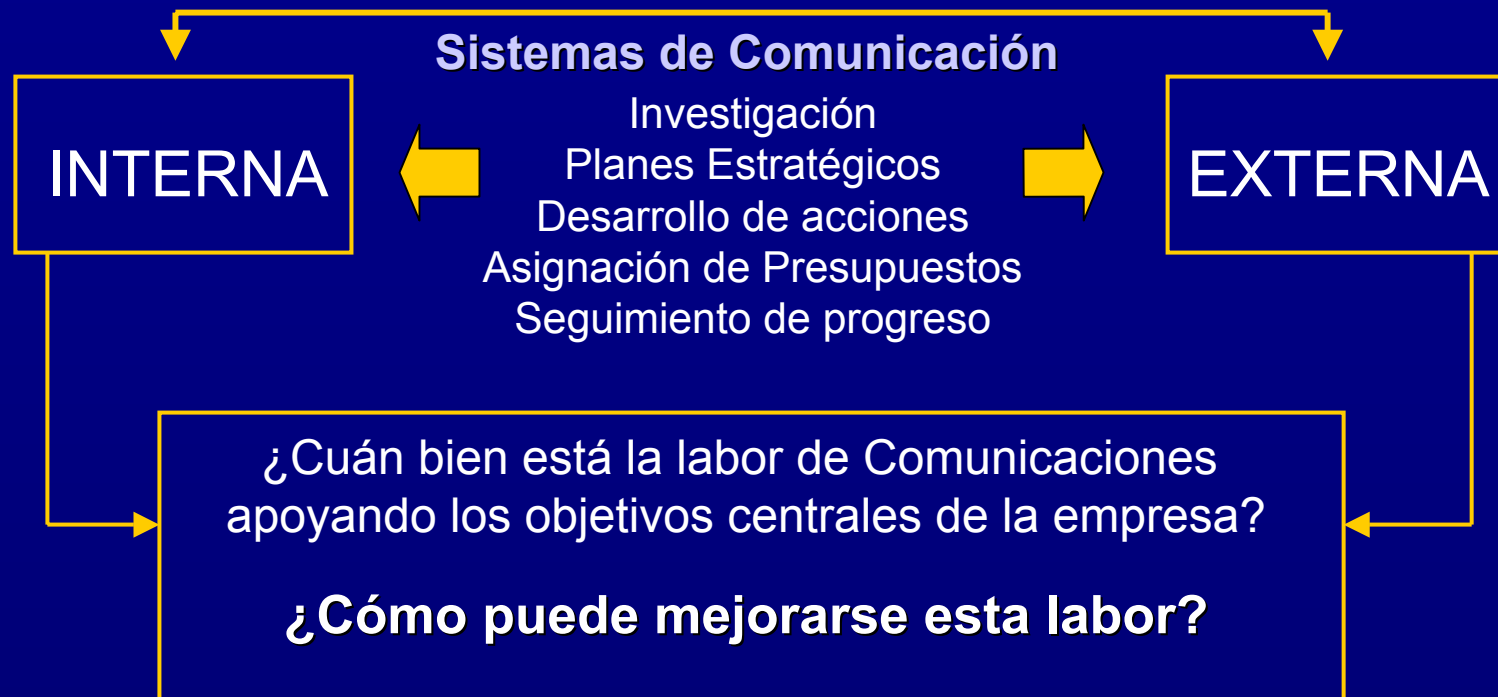 Sistemas de Comunicación
INTERNA
Investigación
Planes Estratégicos
Desarrollo de acciones
Asignación de Presupuestos
Seguimiento de progreso
EXTERNA
¿Cuán bien está la labor de Comunicaciones
apoyando los objetivos centrales de la empresa?
¿Cómo puede mejorarse esta labor?